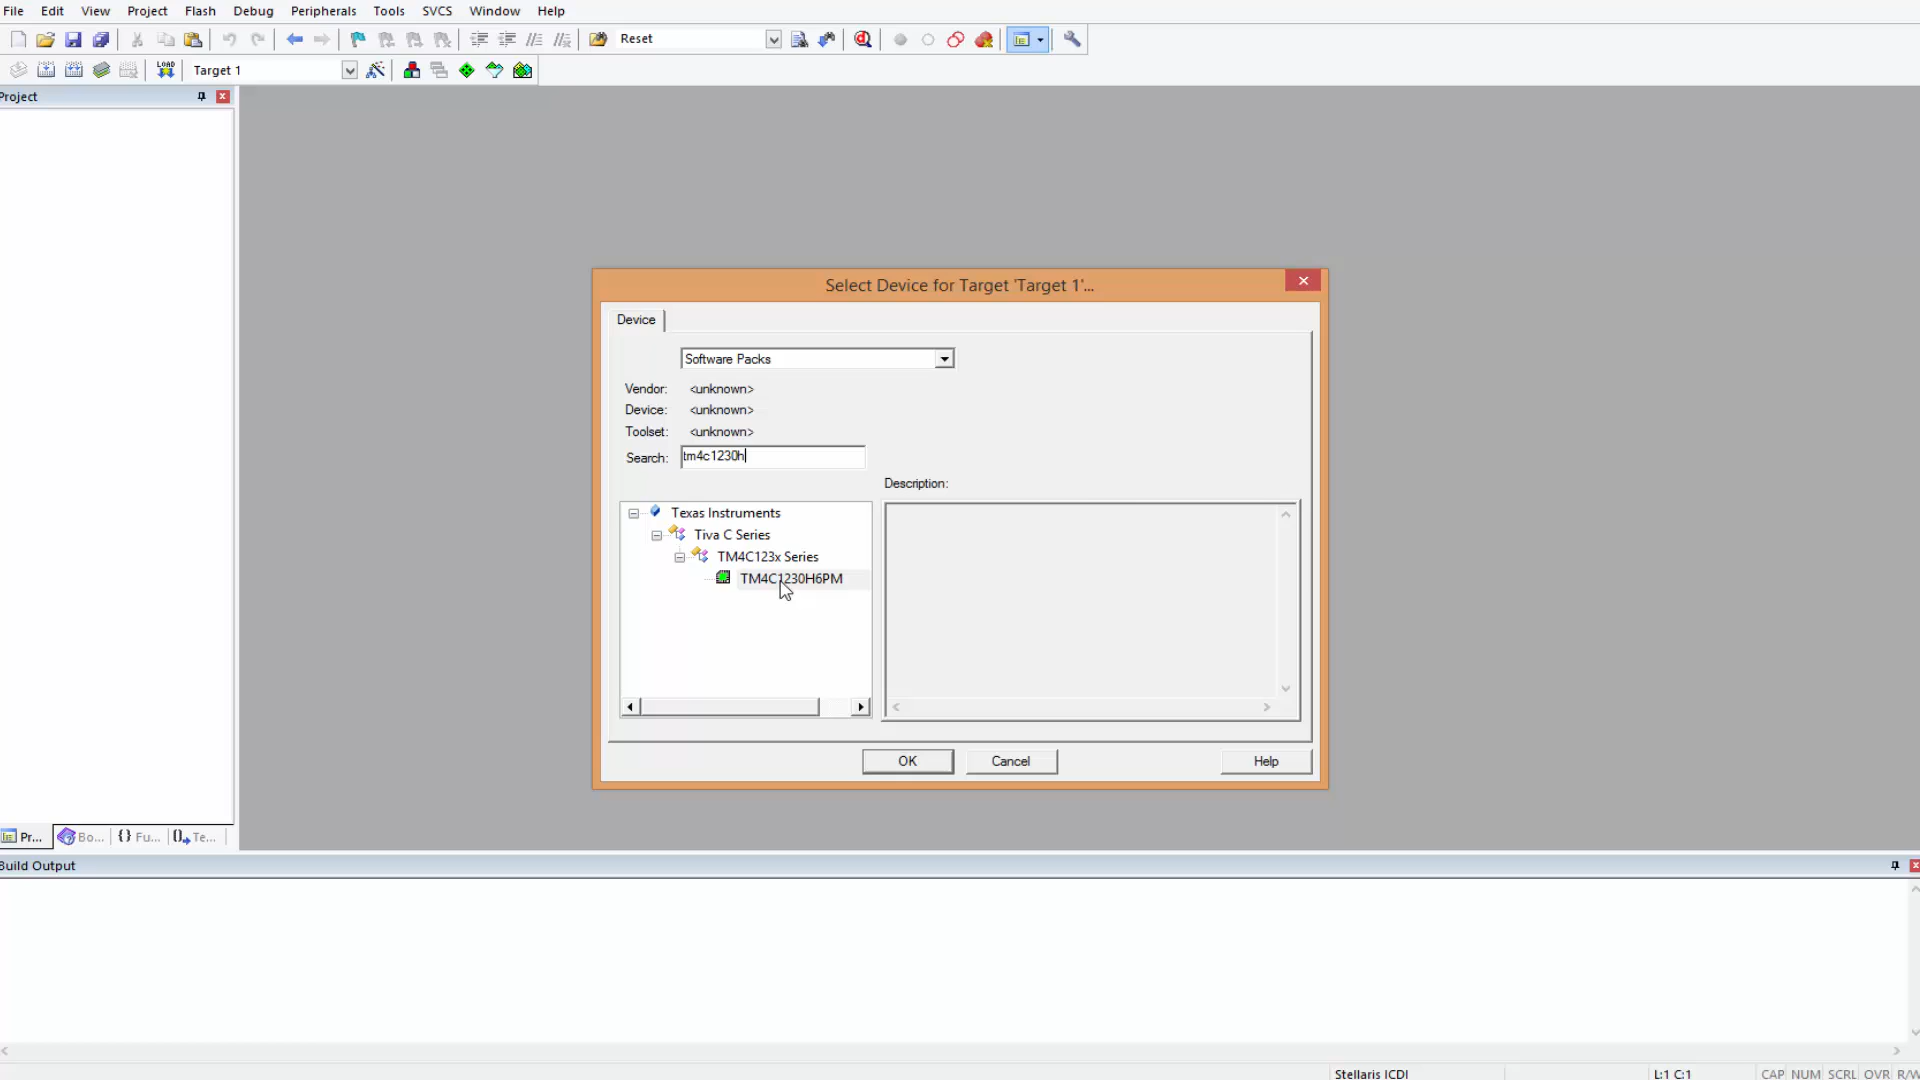 File Edit View Project Flash Debug Peripherals Tools SVCS Window Help
Reset
LOAD Target 1
Project
Select Device for Target 'Target 1'...
Device
Software Packs
Vendor: <unknown>
Device: <unknown>
Toolset: <unknown>
Search: tm4c1230h
Description:
Texas Instruments
Tiva C Series
TM4C123x Series
TM4C1230H6PM
OK Cancel Help
Pr... Bo... {} Fu... Te...
Build Output
Stellaris ICDI L:1 C:1 CAP NUM SCRL OVR R/W